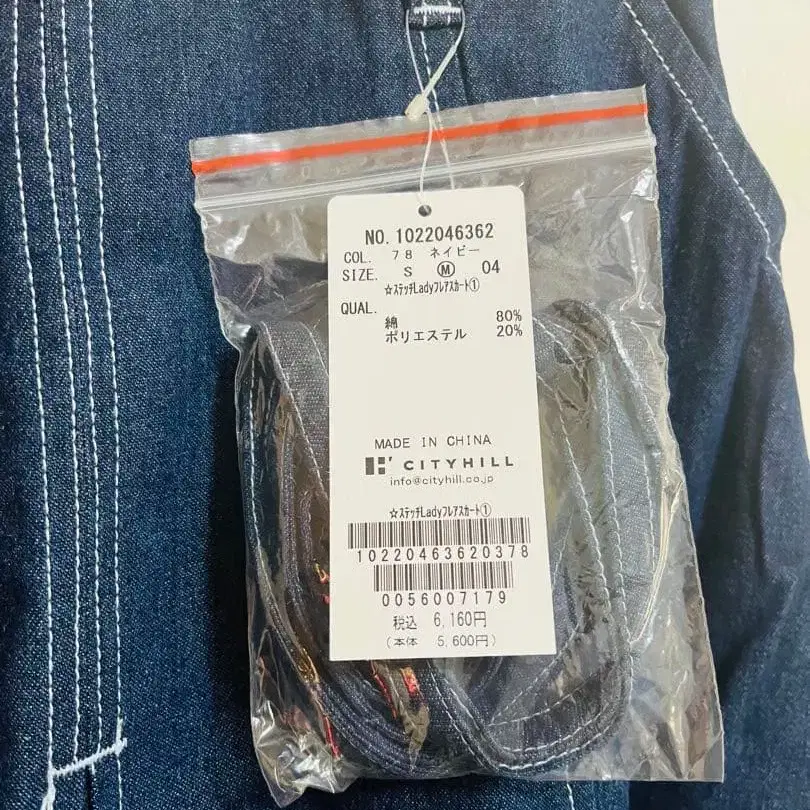 NO. 1022046362
COL. 78 ネイビー
SIZE. S Ⓜ 04
☆ステッチLadyフレアスカート①
QUAL.
綿 80%
ポリエステル 20%
MADE IN CHINA
CITYHILL
info@cityhill.co.jp
☆ステッチLadyフレアスカート①
10220463620378
0056007179
税込 6,160円
(本体 5,600円)